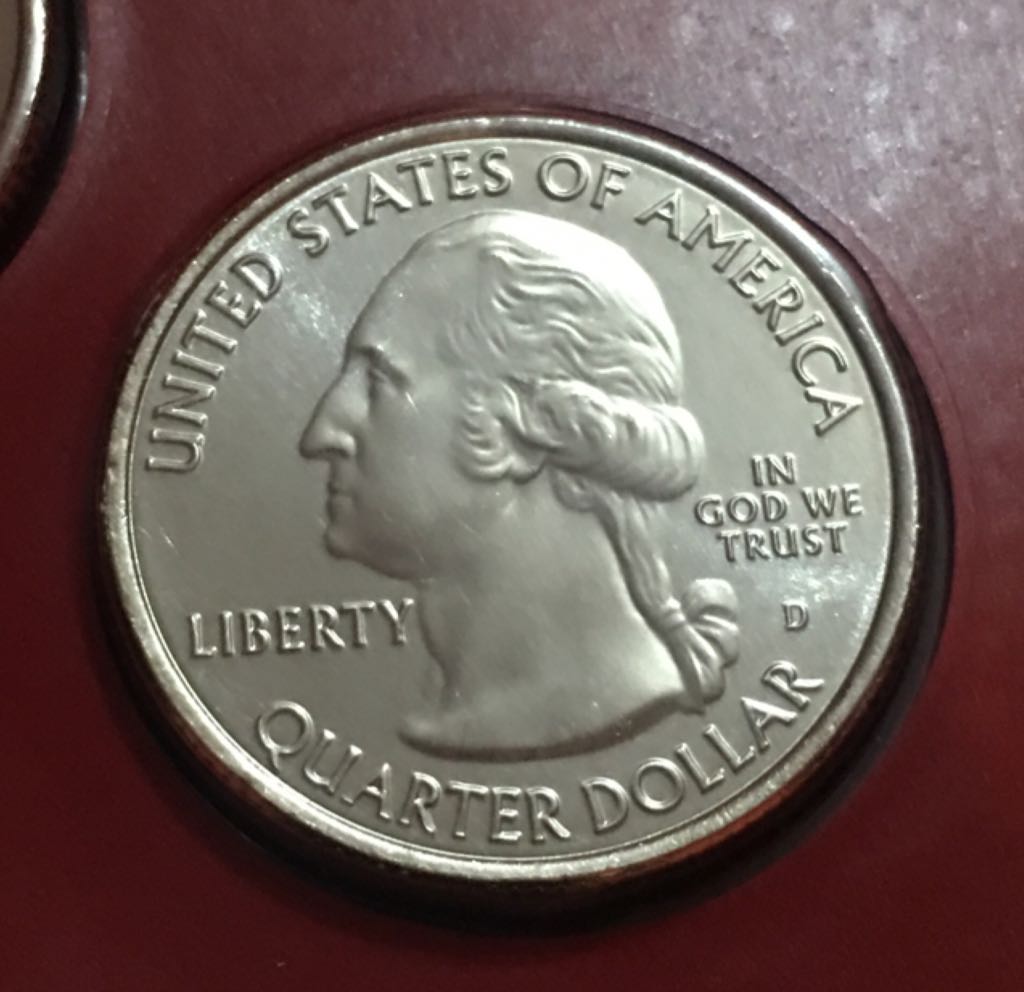 UNITED STATES OF AMERICA
IN
GOD WE
TRUST
LIBERTY
D
QUARTER DOLLAR